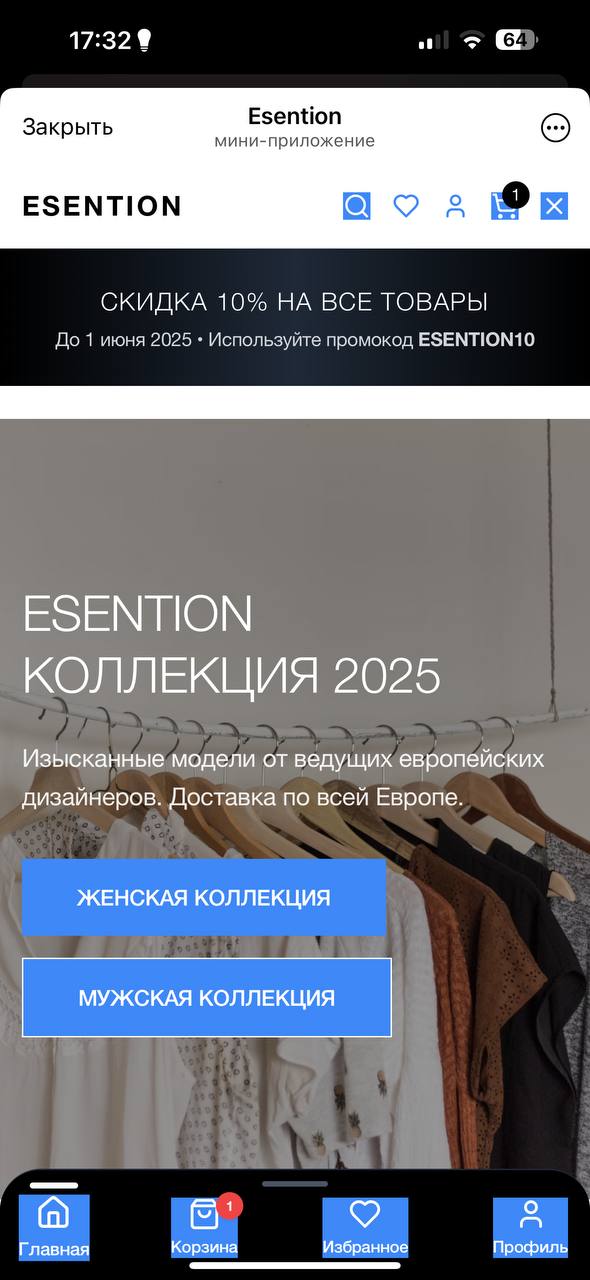 17:32
64
Закрыть
Esention
мини-приложение
ESENTION
1
СКИДКА 10% НА ВСЕ ТОВАРЫ
До 1 июня 2025 • Используйте промокод ESENTION10
ESENTION
КОЛЛЕКЦИЯ 2025
Изысканные модели от ведущих европейских
дизайнеров. Доставка по всей Европе.
ЖЕНСКАЯ КОЛЛЕКЦИЯ
МУЖСКАЯ КОЛЛЕКЦИЯ
1
Главная Корзина Избранное Профиль